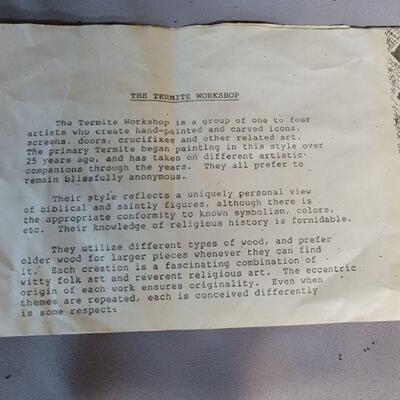 THE TERMITE WORKSHOP
The Termite Workshop is a group of one to four
artists who create hand-painted and carved icons,
screens, doors, crucifixes and other related art.
The primary Termite began painting in this style over
25 years ago, and has taken on different artistic
companions through the years. They all prefer to
remain blissfully anonymous.
Their style reflects a uniquely personal view
of biblical and saintly figures, although there is
the appropriate conformity to known symbolism, colors,
etc. Their knowledge of religious history is formidable.
They utilize different types of wood, and prefer
older wood for larger pieces whenever they can find
it. Each creation is a fascinating combination of
witty folk art and reverent religious art. The eccentric
origin of each work ensures originality. Even when
themes are repeated, each is conceived differently
is some respect.